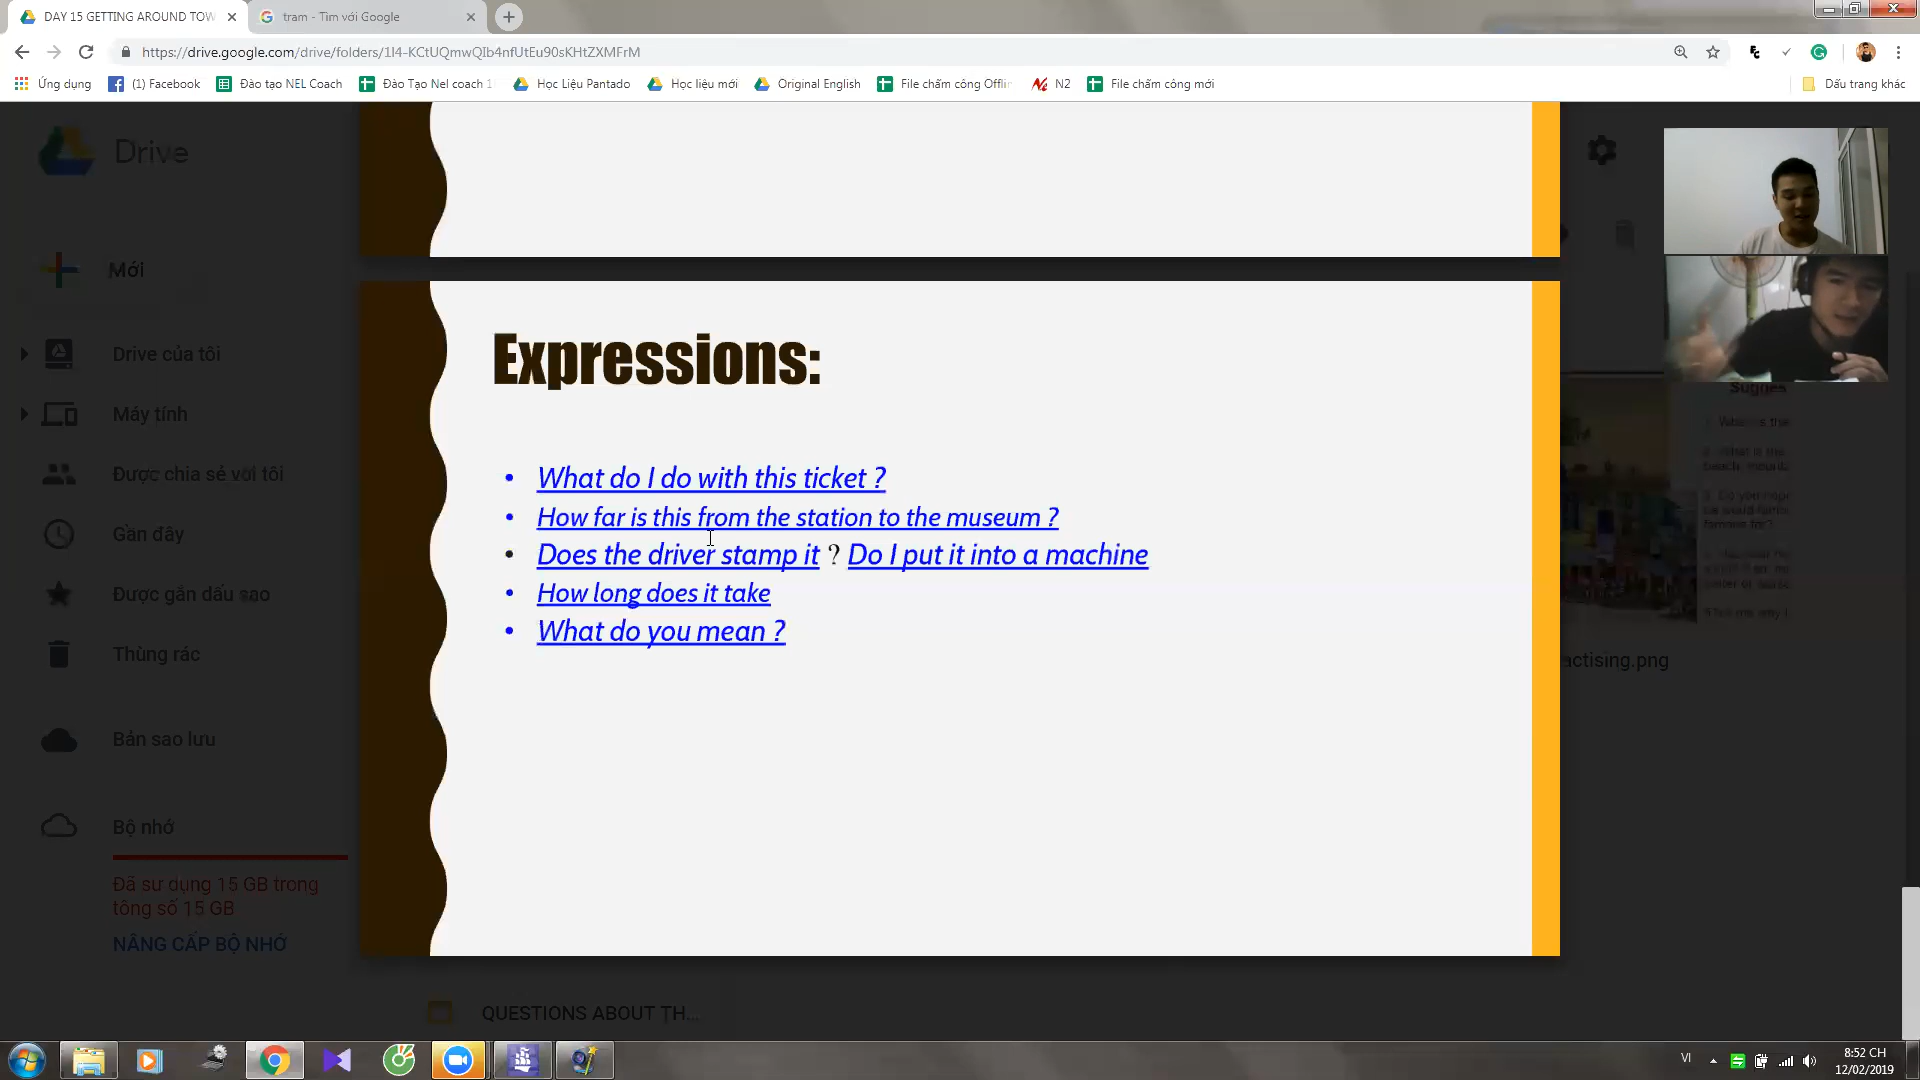 DAY 15 GETTING AROUND TOW
tram - Tìm với Google
https://drive.google.com/drive/folders/1I4-KCtUQmwQIb4nfUtEu90sKHtZXMFrM
Ứng dụng
(1) Facebook
Đào tạo NEL Coach
Đào Tạo Nel coach 1
Học Liệu Pantado
Học liệu mới
Original English
File chấm công Offlin
N2
File chấm công mới
Dấu trang khác
Drive
Mới
Drive của tôi
Máy tính
Được chia sẻ với tôi
Gần đây
Được gắn dấu sao
Thùng rác
Bản sao lưu
Bộ nhớ
Đã sử dụng 15 GB trong
tổng số 15 GB
NÂNG CẤP BỘ NHỚ
Expressions:
• What do I do with this ticket ?
• How far is this from the station to the museum ?
• Does the driver stamp it ? Do I put it into a machine
• How long does it take
• What do you mean ?
Sugges
actising.png
QUESTIONS ABOUT TH...
VI
8:52 CH
12/02/2019